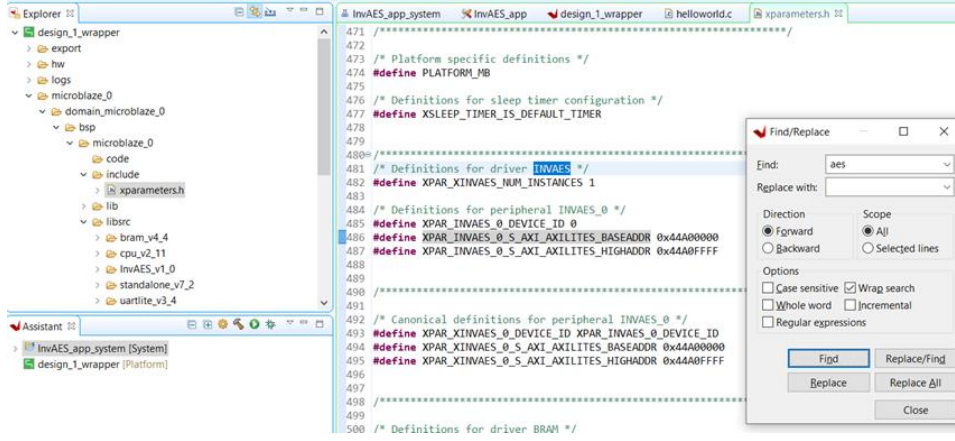 Explorer
design_1_wrapper
export
hw
logs
microblaze_0
domain_microblaze_0
bsp
microblaze_0
code
include
xparameters.h
lib
libsrc
bram_v4_4
cpu_v2_11
InvAES_v1_0
standalone_v7_2
uartlite_v3_4
Assistant
InvAES_app_system [System]
design_1_wrapper [Platform]
InvAES_app_system InvAES_app design_1_wrapper helloworld.c xparameters.h
471 /******************************************************************/
472
473 /* Platform specific definitions */
474 #define PLATFORM_MB
475
476 /* Definitions for sleep timer configuration */
477 #define XSLEEP_TIMER_IS_DEFAULT_TIMER
478
479
480 /******************************************************************
481 /* Definitions for driver INVAES */
482 #define XPAR_XINVAES_NUM_INSTANCES 1
483
484 /* Definitions for peripheral INVAES_0 */
485 #define XPAR_INVAES_0_DEVICE_ID 0
486 #define XPAR_INVAES_0_S_AXI_AXILITES_BASEADDR 0x44A00000
487 #define XPAR_INVAES_0_S_AXI_AXILITES_HIGHADDR 0x44A0FFFF
488
489
490 /******************************************************************
491
492 /* Canonical definitions for peripheral INVAES_0 */
493 #define XPAR_XINVAES_0_DEVICE_ID XPAR_INVAES_0_DEVICE_ID
494 #define XPAR_XINVAES_0_S_AXI_AXILITES_BASEADDR 0x44A00000
495 #define XPAR_XINVAES_0_S_AXI_AXILITES_HIGHADDR 0x44A0FFFF
496
497
498 /******************************************************************
499
500 /* Definitions for driver BRAM */
Find/Replace
Find: aes
Replace with:
Direction Scope
Forward All
Backward Selected lines
Options
Case sensitive Wrap search
Whole word Incremental
Regular expressions
Find Replace/Find
Replace Replace All
Close